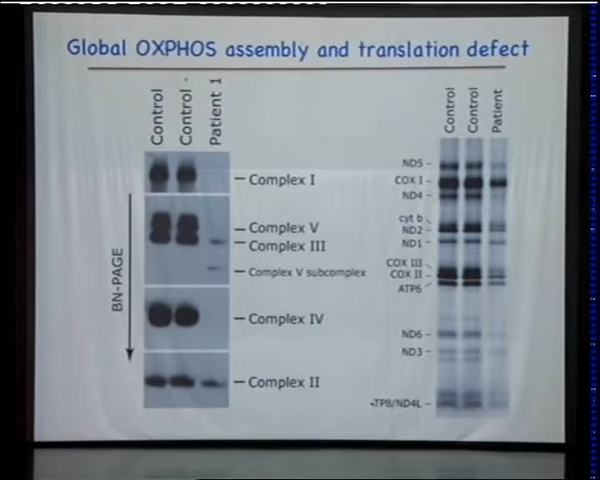 Global OXPHOS assembly and translation defect
Control
Control -
Patient 1
Complex I
Complex V
Complex III
Complex V subcomplex
Complex IV
Complex II
BN-PAGE
Control
Control
Patient
ND5
COX I
ND4
cyt b
ND2
ND1
COX III
COX II
ATP6
ND6
ND3
ATP8/ND4L